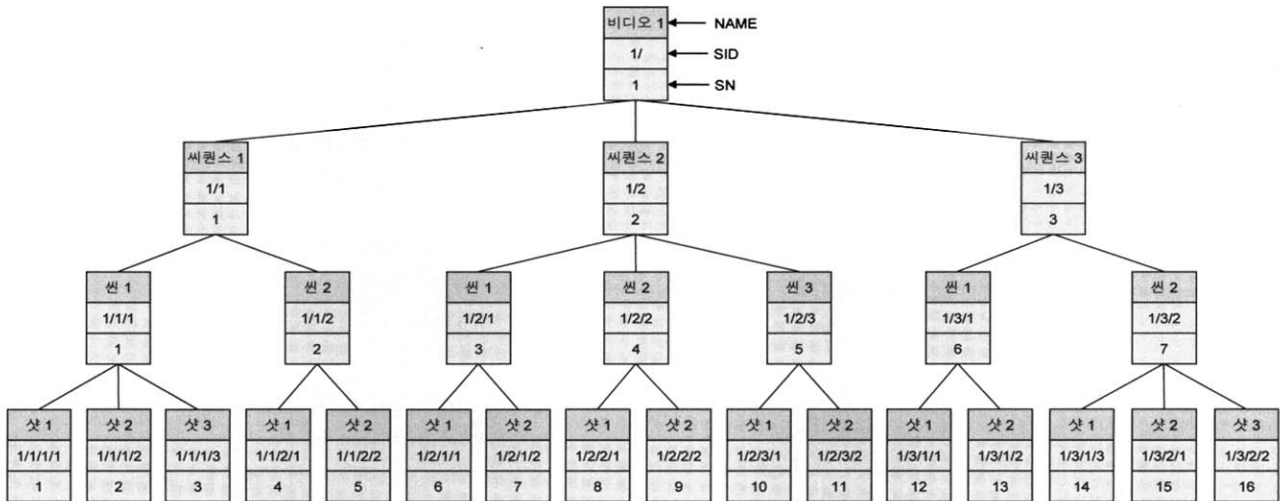 비디오 1 NAME
1/ SID
1 SN
씨퀀스 1 씨퀀스 2 씨퀀스 3
1/1 1/2 1/3
1 2 3
씬 1 씬 2 씬 1 씬 2 씬 3 씬 1 씬 2
1/1/1 1/1/2 1/2/1 1/2/2 1/2/3 1/3/1 1/3/2
1 2 3 4 5 6 7
샷 1 샷 2 샷 3 샷 1 샷 2 샷 1 샷 2 샷 1 샷 2 샷 1 샷 2 샷 1 샷 2 샷 1 샷 2 샷 3
1/1/1/1 1/1/1/2 1/1/1/3 1/1/2/1 1/1/2/2 1/2/1/1 1/2/1/2 1/2/2/1 1/2/2/2 1/2/3/1 1/2/3/2 1/3/1/1 1/3/1/2 1/3/1/3 1/3/2/1 1/3/2/2
1 2 3 4 5 6 7 8 9 10 11 12 13 14 15 16